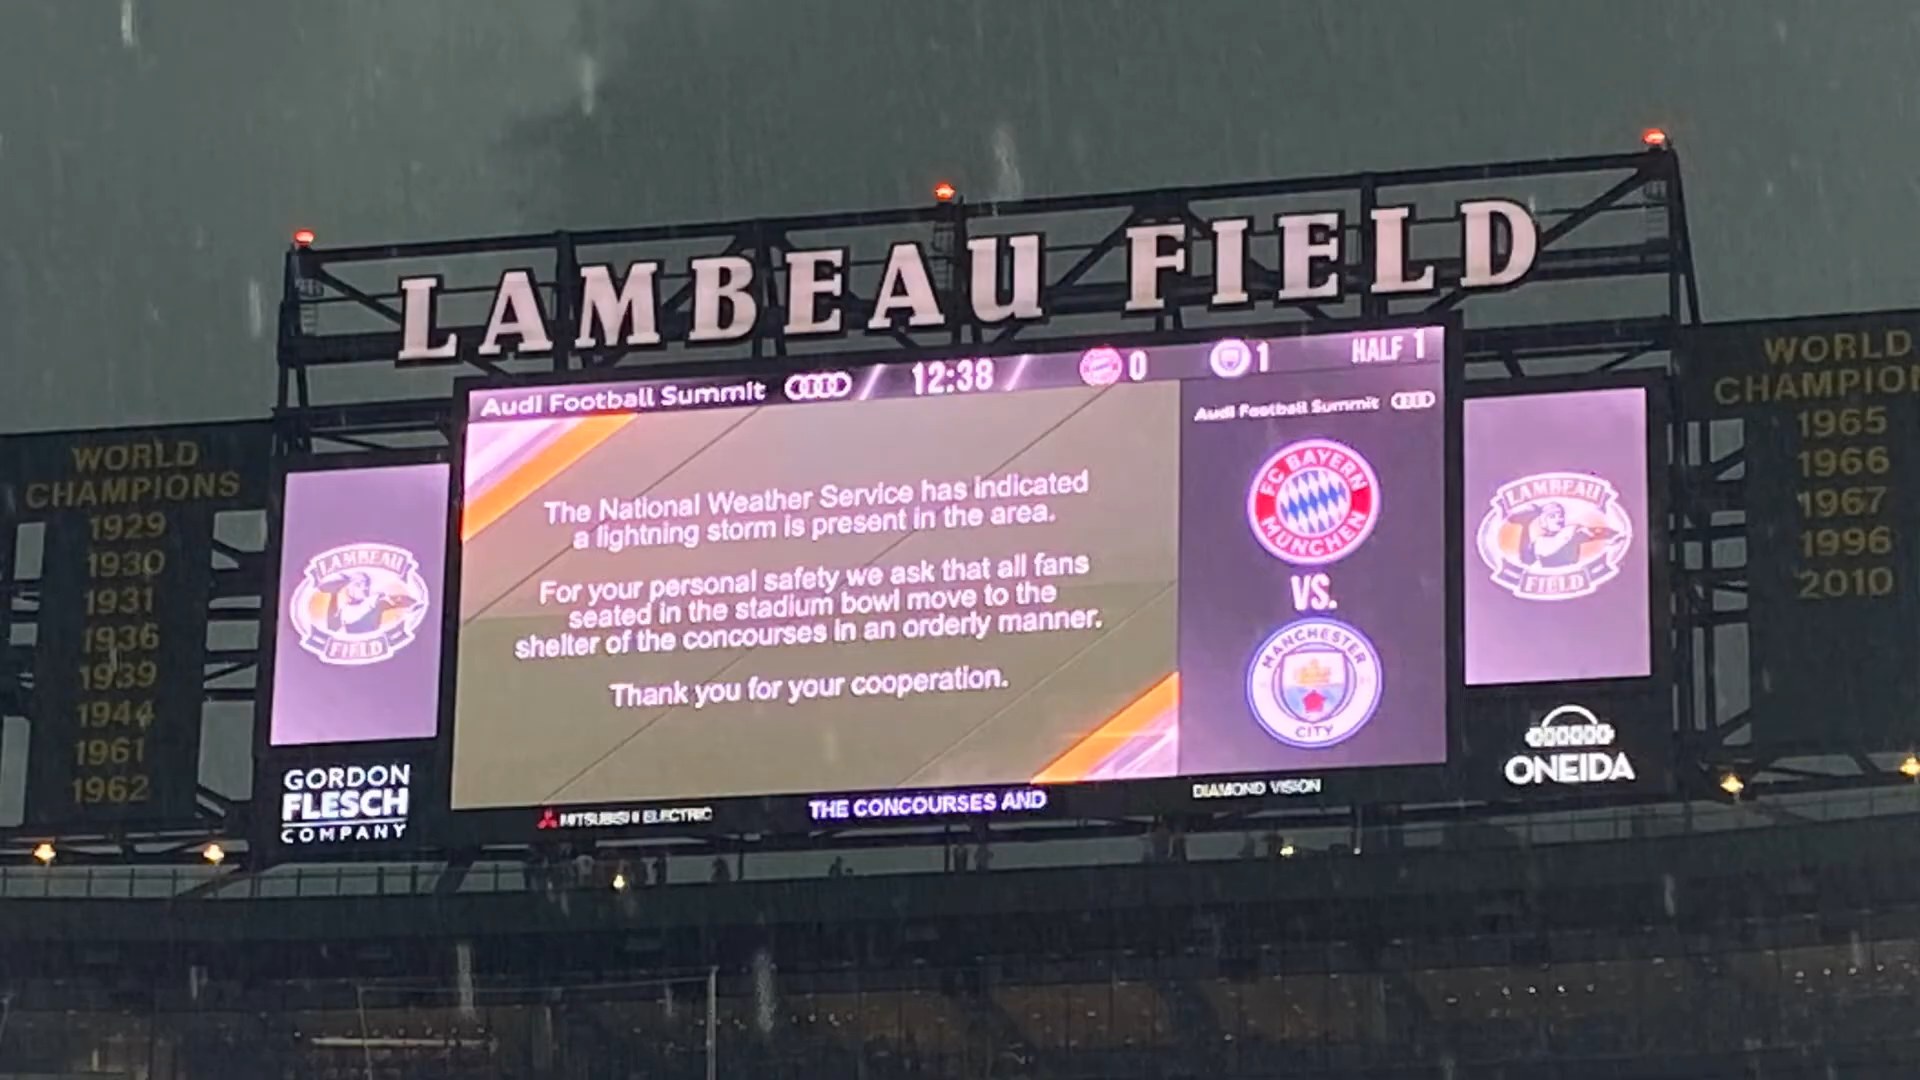 LAMBEAU FIELD
Audi Football Summit
12:38
0
1
HALF 1
The National Weather Service has indicated
a lightning storm is present in the area.
For your personal safety we ask that all fans
seated in the stadium bowl move to the
shelter of the concourses in an orderly manner.
Thank you for your cooperation.
Audi Football Summit
FC BAYERN
MÜNCHEN
VS.
MANCHESTER
CITY
MITSUBISHI ELECTRIC
THE CONCOURSES AND
DIAMOND VISION
WORLD
CHAMPIONS
1929
1930
1931
1936
1939
1944
1961
1962
LAMBEAU
FIELD
GORDON
FLESCH
COMPANY
LAMBEAU
FIELD
ONEIDA
WORLD
CHAMPION
1965
1966
1967
1996
2010